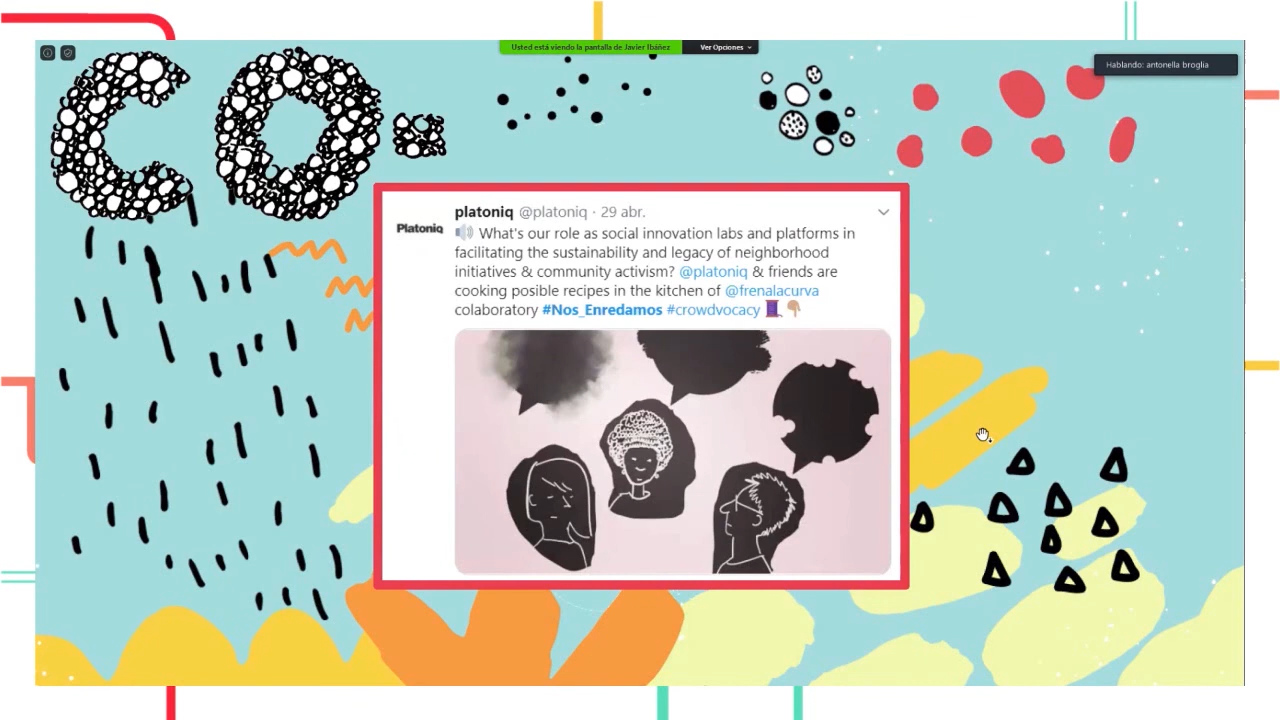 Usted está viendo la pantalla de Javier Ibáñez
Ver Opciones
Hablando: antonella broglia
CO-
platoniq @platoniq · 29 abr.
Platoniq
What's our role as social innovation labs and platforms in
facilitating the sustainability and legacy of neighborhood
initiatives & community activism? @platoniq & friends are
cooking posible recipes in the kitchen of @frenalacurva
colaboratory #Nos_Enredamos #crowdvocacy